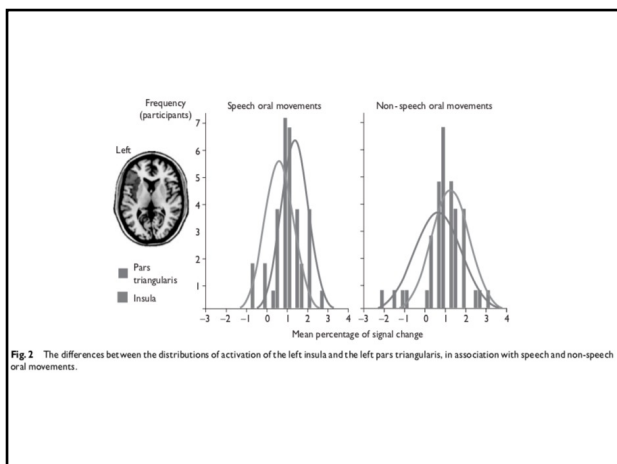 Frequency
(participants)
Speech oral movements
Non-speech oral movements
Left
7
6
5
4
3
2
1
Pars
triangularis
Insula
−3 −2 −1 0 1 2 3 4
−3 −2 −1 0 1 2 3 4
Mean percentage of signal change
Fig. 2 The differences between the distributions of activation of the left insula and the left pars triangularis, in association with speech and non-speech
oral movements.